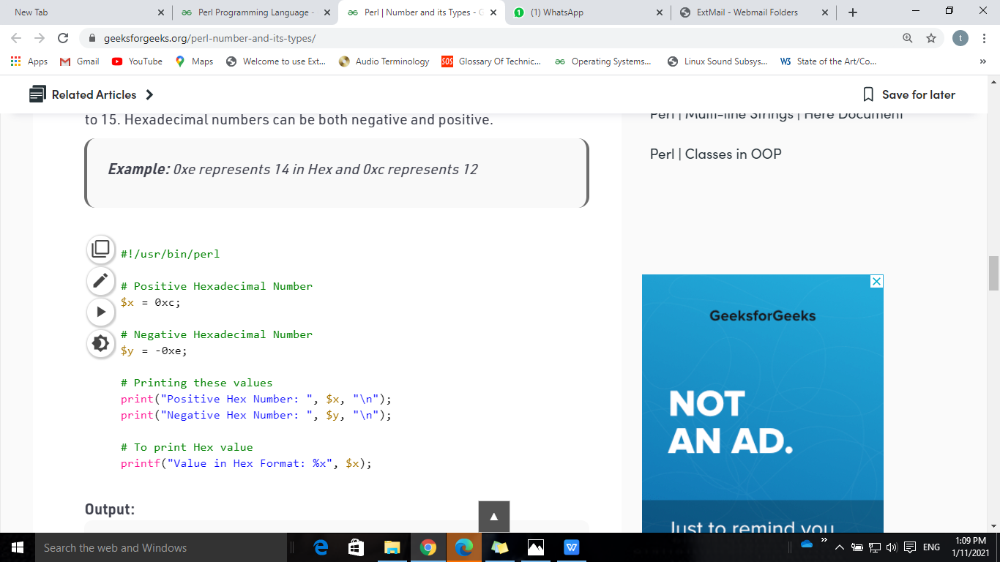 New Tab
Perl Programming Language -
Perl | Number and its Types - G
(1) WhatsApp
ExtMail - Webmail Folders
geeksforgeeks.org/perl-number-and-its-types/
t
Apps
Gmail
YouTube
Maps
Welcome to use Ext...
Audio Terminology
SOS
Glossary Of Technic...
Operating Systems...
Linux Sound Subsys...
W3
State of the Art/Co...
Related Articles
Save for later
to 15. Hexadecimal numbers can be both negative and positive.
Example: 0xe represents 14 in Hex and 0xc represents 12
#!/usr/bin/perl
# Positive Hexadecimal Number
$x = 0xc;
# Negative Hexadecimal Number
$y = -0xe;
# Printing these values
print("Positive Hex Number: ", $x, "\n");
print("Negative Hex Number: ", $y, "\n");
# To print Hex value
printf("Value in Hex Format: %x", $x);
Output:
Perl | Multi-line Strings | Here Document
Perl | Classes in OOP
GeeksforGeeks
NOT
AN AD.
Just to remind you
Search the web and Windows
ENG
1:09 PM
1/11/2021